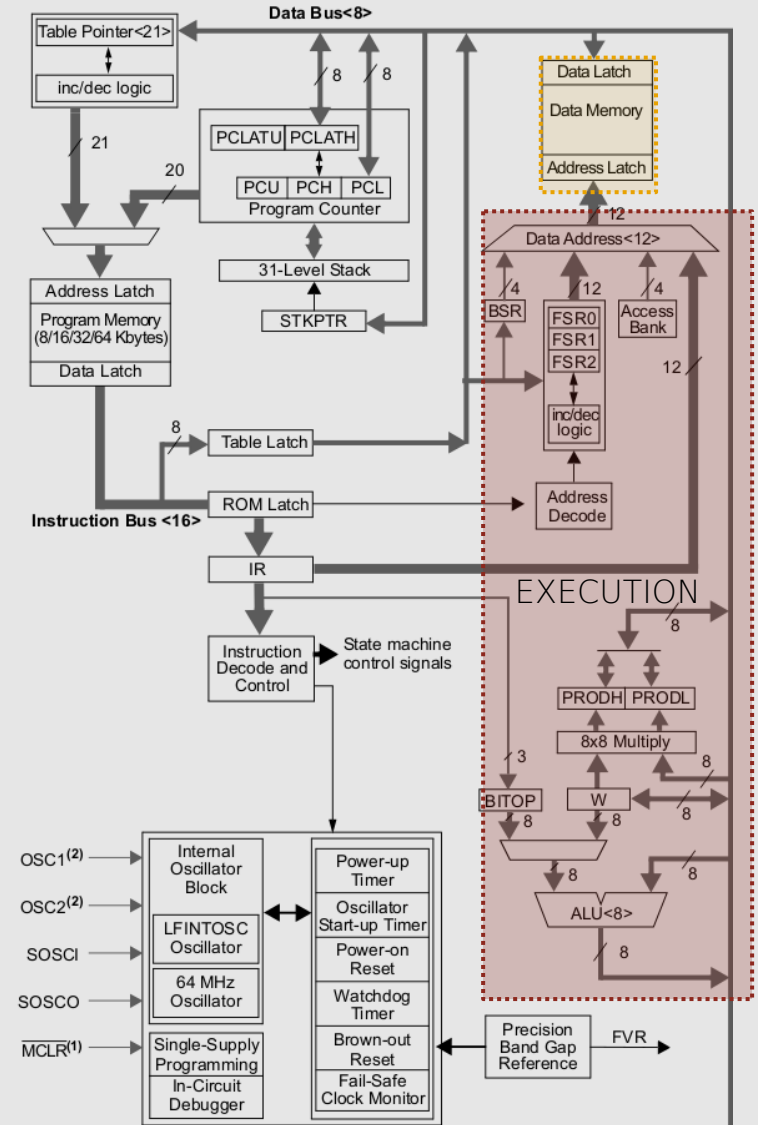 Data Bus<8>
Table Pointer<21>
inc/dec logic
21
20
8
8
PCLATU
PCLATH
PCU
PCH
PCL
Program Counter
31-Level Stack
STKPTR
Address Latch
Program Memory
(8/16/32/64 Kbytes)
Data Latch
8
Table Latch
Instruction Bus <16>
ROM Latch
IR
Instruction
Decode and
Control
State machine
control signals
Data Latch
Data Memory
Address Latch
12
Data Address<12>
4
12
4
BSR
FSR0
FSR1
FSR2
inc/dec
logic
Access
Bank
12
Address
Decode
EXECUTION
8
PRODH
PRODL
8x8 Multiply
3
8
BITOP
W
8
8
8
8
8
ALU<8>
8
OSC1(2)
OSC2(2)
SOSCI
SOSCO
MCLR(1)
Internal
Oscillator
Block
LFINTOSC
Oscillator
64 MHz
Oscillator
Single-Supply
Programming
In-Circuit
Debugger
Power-up
Timer
Oscillator
Start-up Timer
Power-on
Reset
Watchdog
Timer
Brown-out
Reset
Fail-Safe
Clock Monitor
Precision
Band Gap
Reference
FVR